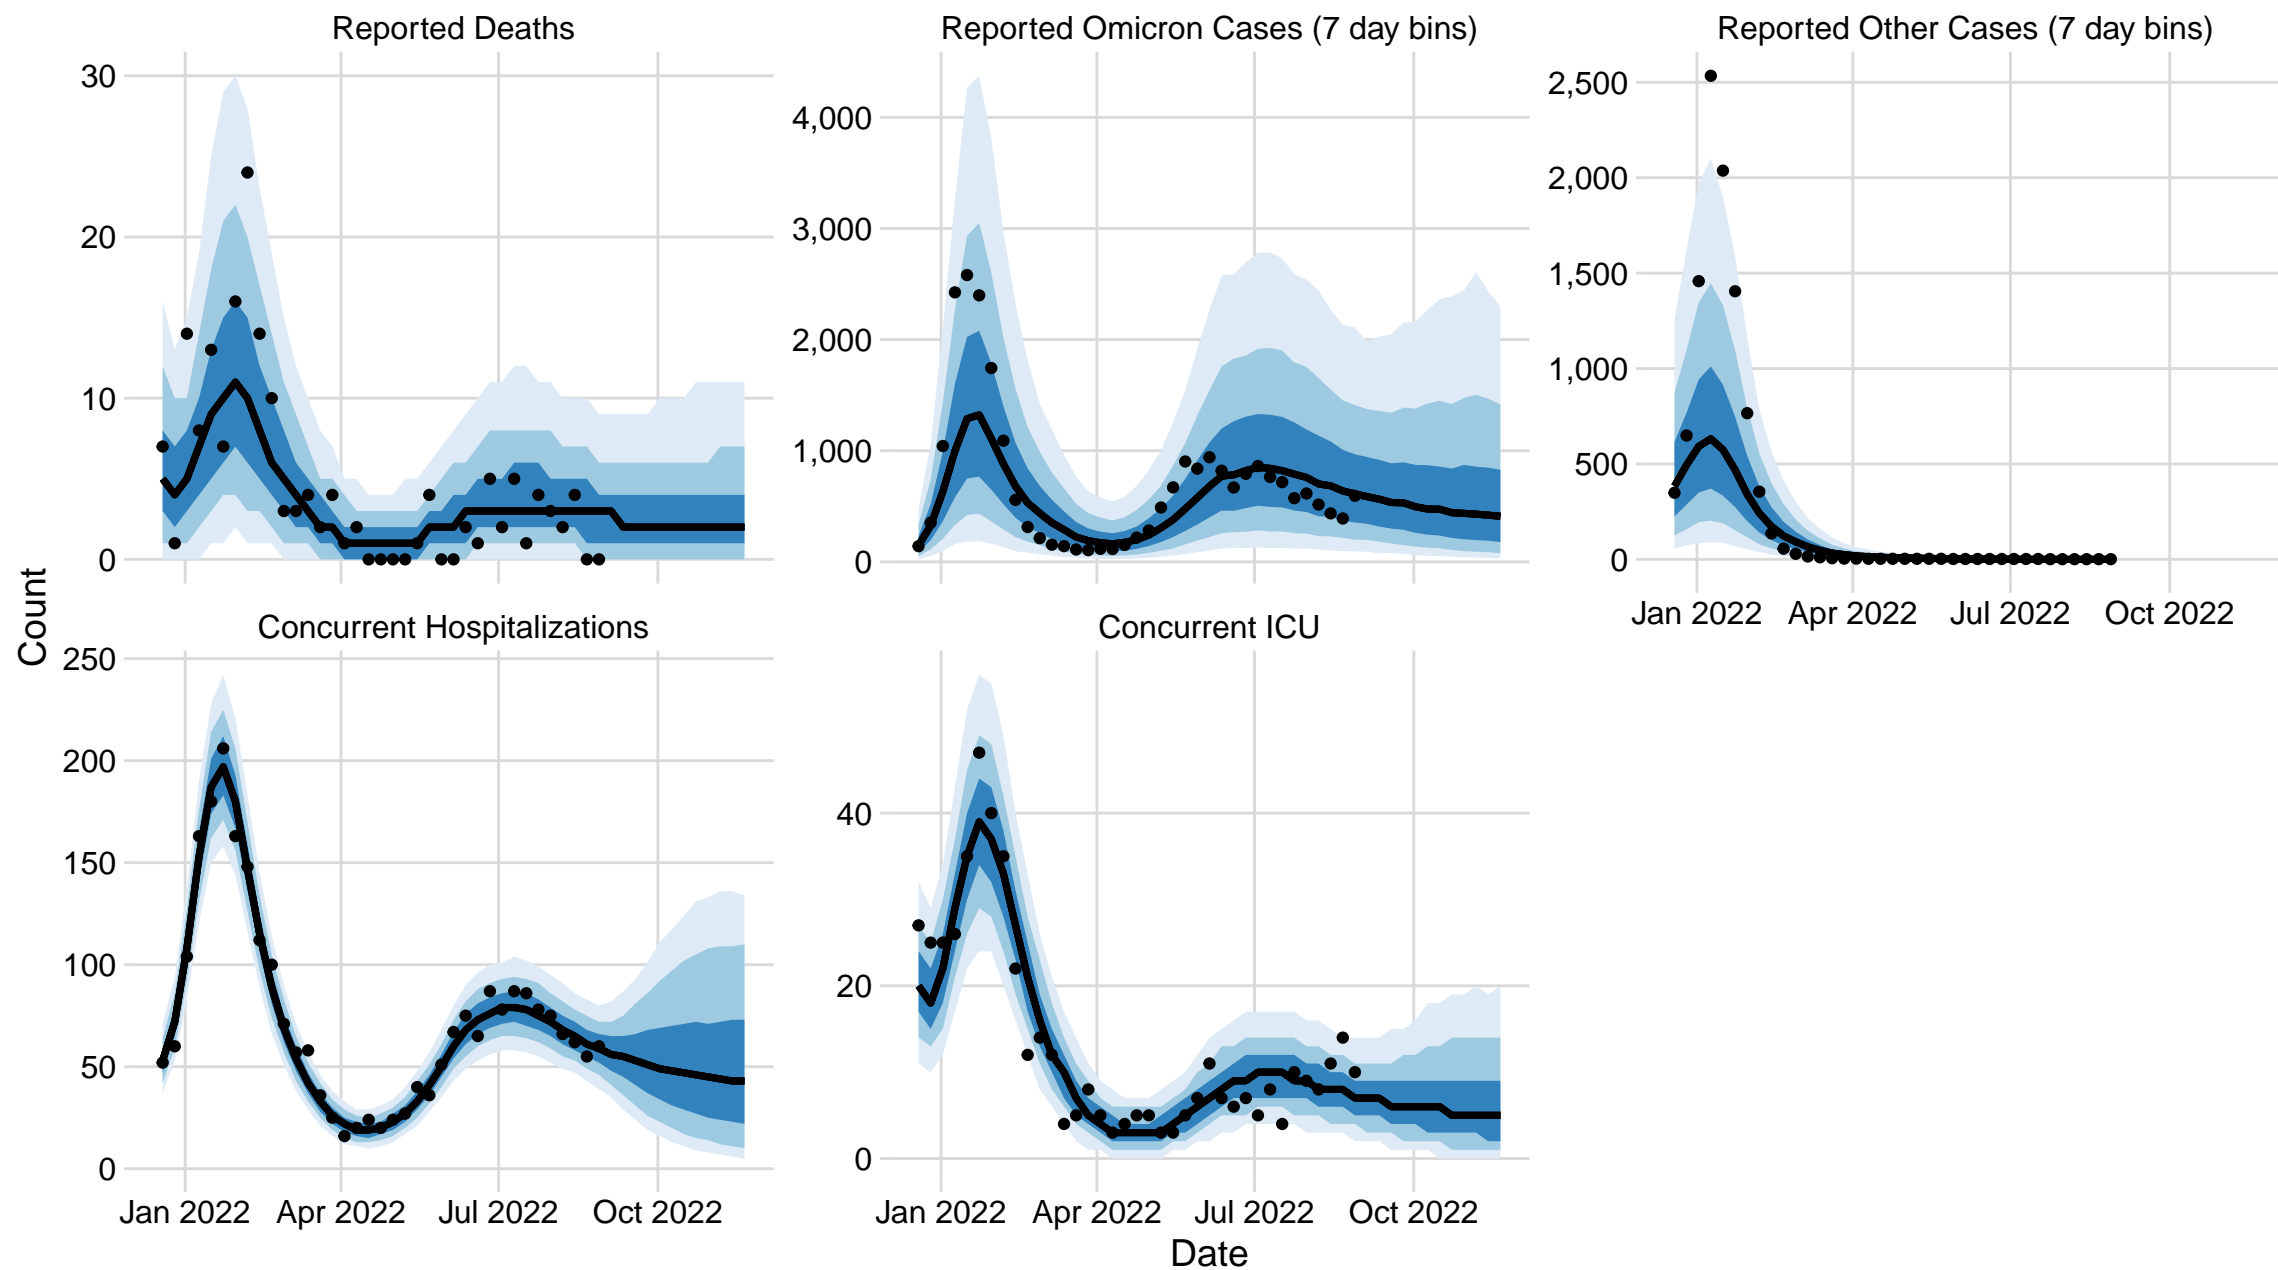 Reported Deaths
30
20
10
0
Reported Omicron Cases (7 day bins)
4,000
3,000
2,000
1,000
0
Reported Other Cases (7 day bins)
2,500
2,000
1,500
1,000
500
0
Jan 2022 Apr 2022 Jul 2022 Oct 2022
Count
Concurrent Hospitalizations
250
200
150
100
50
0
Jan 2022 Apr 2022 Jul 2022 Oct 2022
Concurrent ICU
40
20
0
Jan 2022 Apr 2022 Jul 2022 Oct 2022
Date